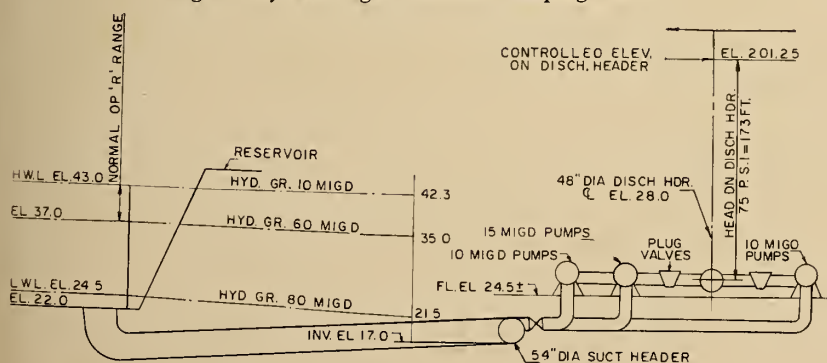 NORMAL OP'R' RANGE
H.W.L. EL. 43.0
EL. 37.0
L.W.L. EL. 24.5
EL. 22.0
RESERVOIR
HYD. GR. 10 MIGD
HYD. GR. 60 MIGD
HYD GR. 80 MIGD
42.3
35.0
21.5
INV. EL 17.0
15 MIGD PUMPS
10 MIGD PUMPS
FL. EL 24.5±
54" DIA SUCT HEADER
CONTROLLED ELEV.
ON DISCH. HEADER
EL. 201.25
48" DIA DISCH HDR.
℄ EL. 28.0
HEAD ON DISCH HDR.
75 P.S.I = 173 FT.
PLUG
VALVES
10 MIGD
PUMPS